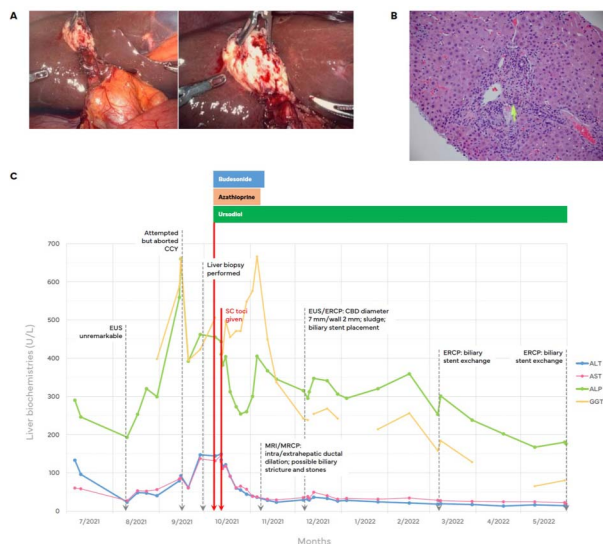 A
B
C
Budesonide
Azathioprine
Ursodiol
700
600
500
400
300
200
100
0
Liver biochemistries (U/L)
EUS
unremarkable
Attempted
but aborted
CCY
Liver biopsy
performed
SC toci
given
EUS/ERCP: CBD diameter
7 mm/wall 2 mm; sludge;
biliary stent placement
MRI/MRCP:
intra/extrahepatic ductal
dilation; possible biliary
stricture and stones
ERCP: biliary
stent exchange
ERCP: biliary
stent exchange
ALT
AST
ALP
GGT
7/2021
8/2021
9/2021
10/2021
11/2021
12/2021
1/2022
2/2022
3/2022
4/2022
5/2022
Months